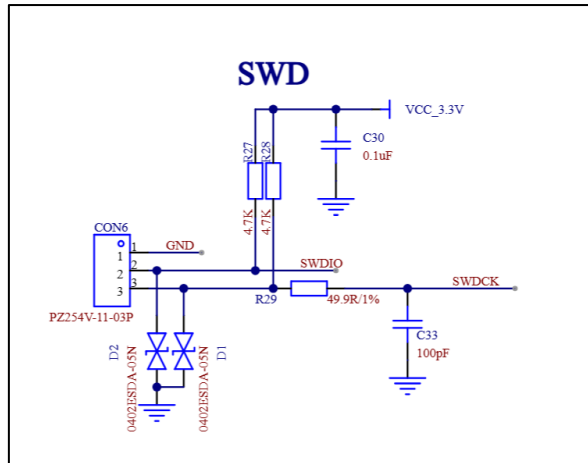 SWD
VCC_3.3V
R27
R28
C30
0.1uF
4.7K
4.7K
CON6
1
1
GND
2
2
SWDIO
3
3
R29
49.9R/1%
SWDCK
PZ254V-11-03P
C33
100pF
D2
0402ESDA-05N
D1
0402ESDA-05N